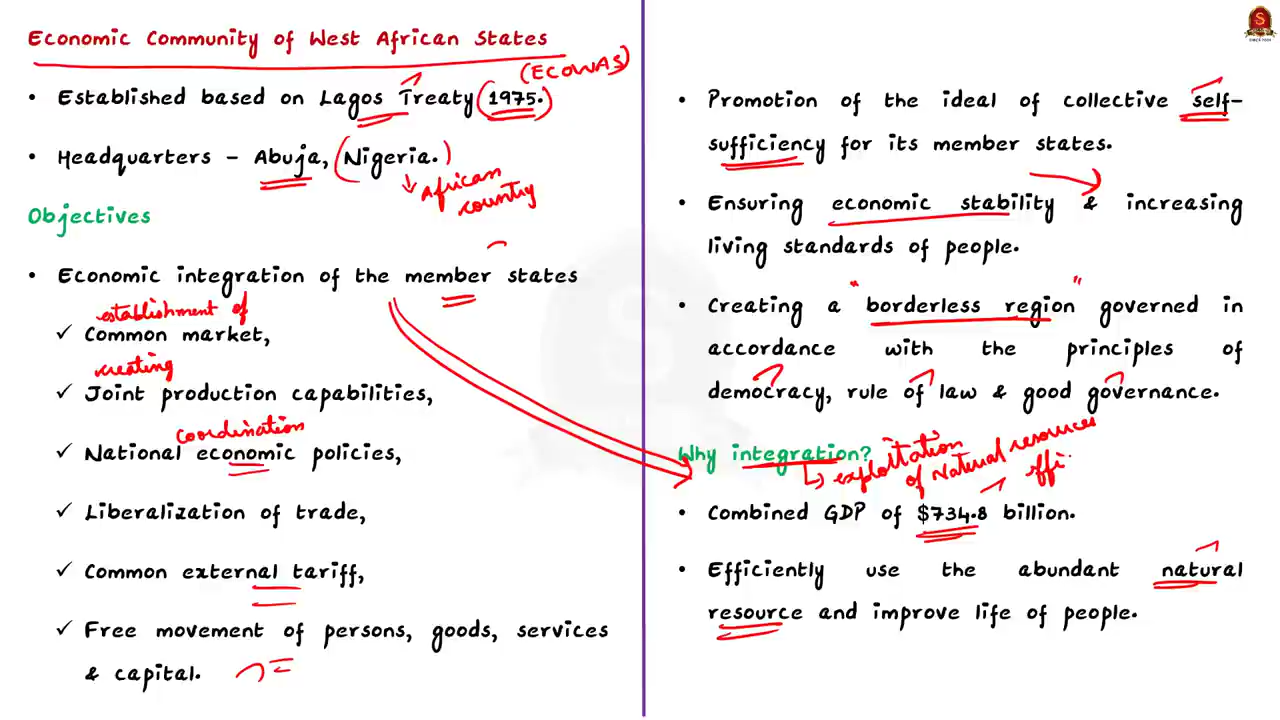 Economic Community of West African States
(ECOWAS)
• Established based on Lagos Treaty (1975.)
• Headquarters – Abuja, (Nigeria.)
African
country
Objectives
• Economic integration of the member states
establishment of
✓ Common market,
creating
✓ Joint production capabilities,
coordination
✓ National economic policies,
✓ Liberalization of trade,
✓ Common external tariff,
✓ Free movement of persons, goods, services
& capital.
• Promotion of the ideal of collective self-
sufficiency for its member states.
• Ensuring economic stability & increasing
living standards of people.
• Creating a "borderless region" governed in
accordance with the principles of
democracy, rule of law & good governance.
Why integration?
exploitation
of Natural resources
effi
• Combined GDP of $734.8 billion.
• Efficiently use the abundant natural
resource and improve life of people.
S